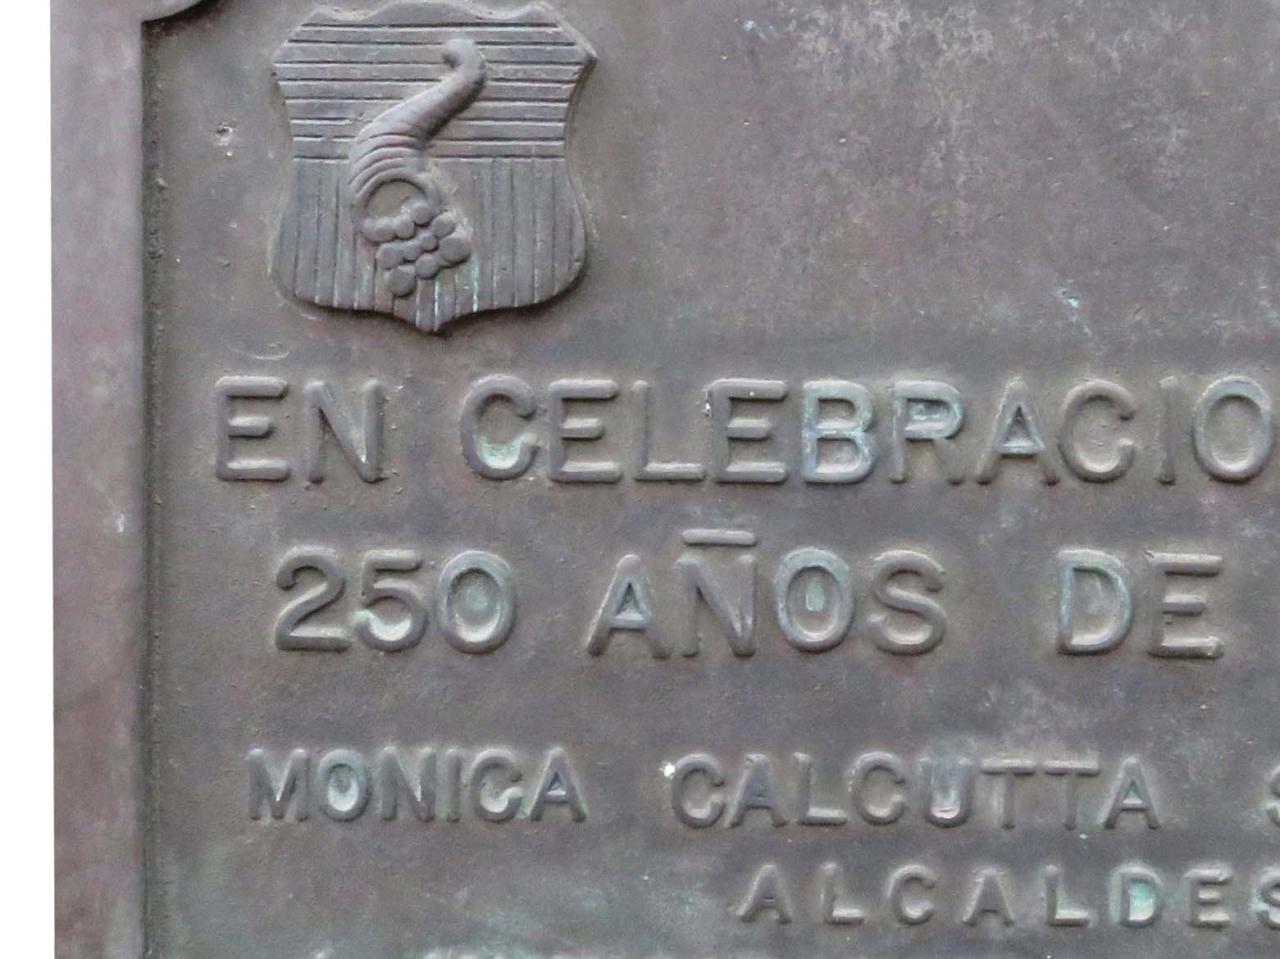 EN CELEBRACIO
250 AÑOS DE
MONICA CALCUTTA S
ALCALDES